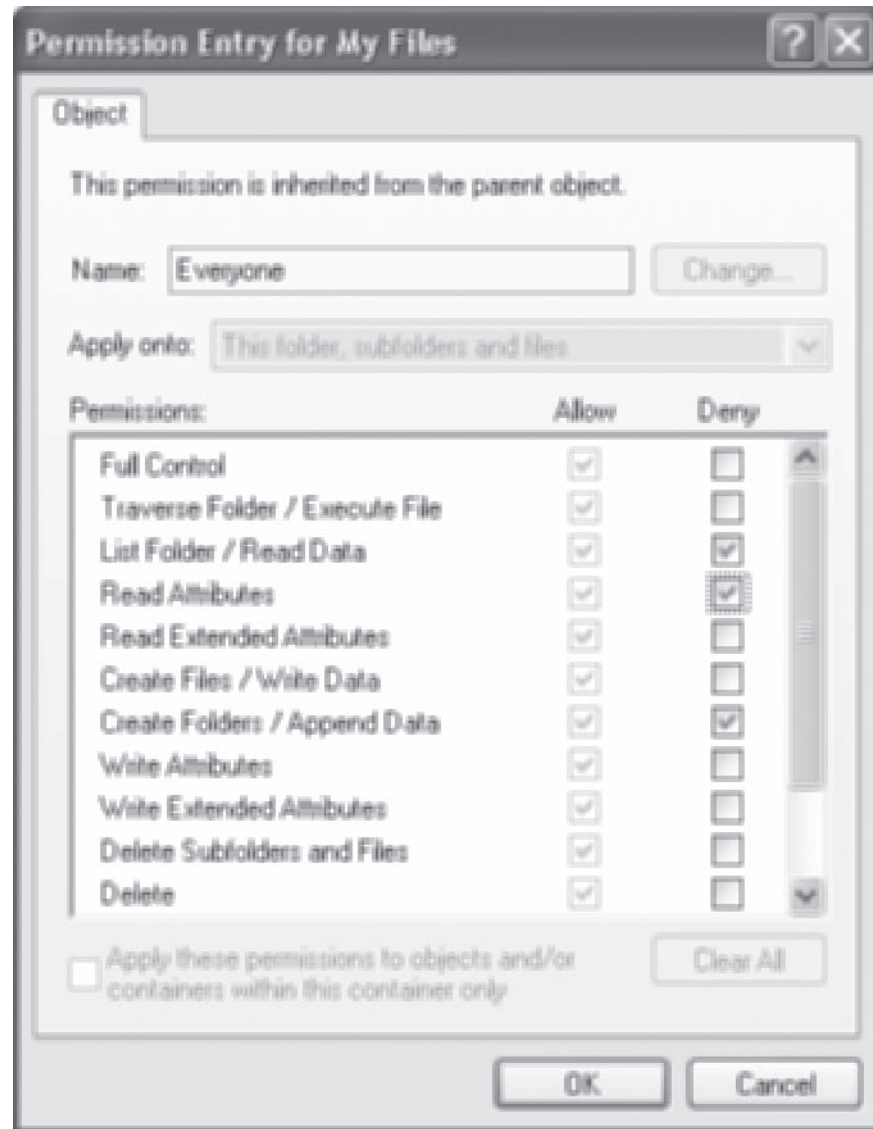 Permission Entry for My Files
Object
This permission is inherited from the parent object.
Name: Everyone Change...
Apply onto: This folder, subfolders and files
Permissions: Allow Deny
Full Control
Traverse Folder / Execute File
List Folder / Read Data
Read Attributes
Read Extended Attributes
Create Files / Write Data
Create Folders / Append Data
Write Attributes
Write Extended Attributes
Delete Subfolders and Files
Delete
Apply these permissions to objects and/or Clear All
containers within this container only
OK Cancel